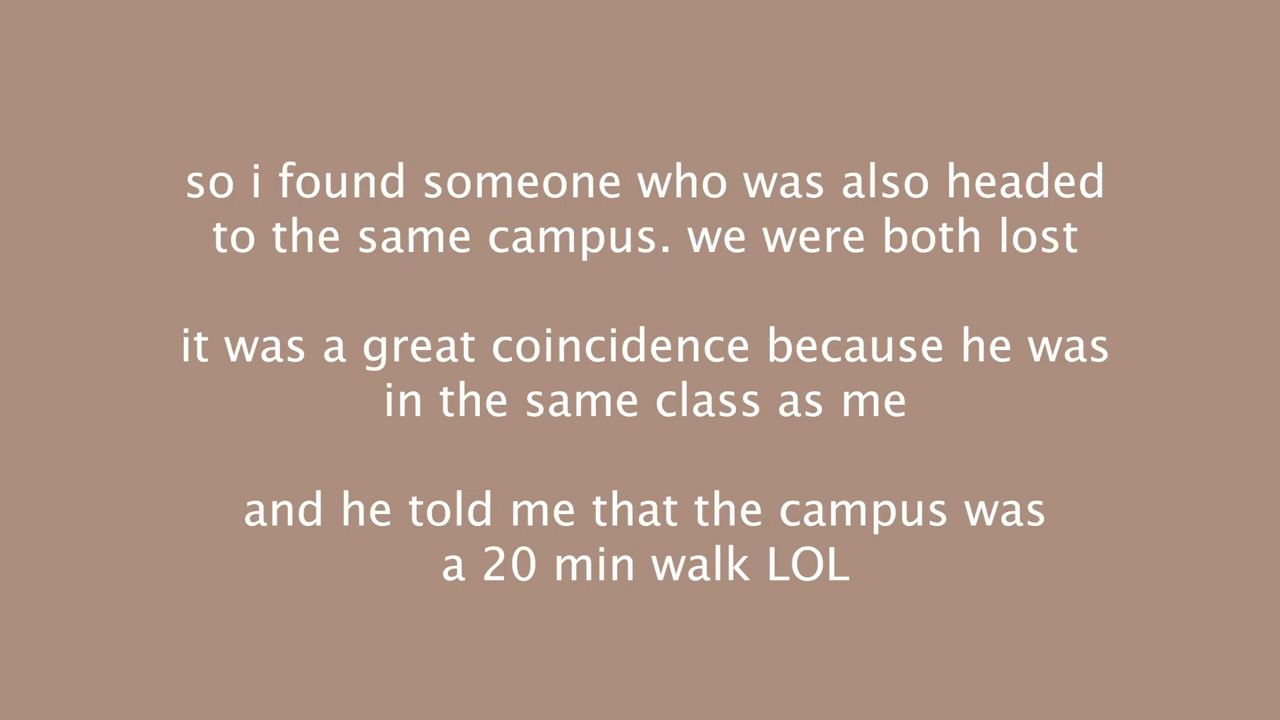 so i found someone who was also headed
to the same campus. we were both lost
it was a great coincidence because he was
in the same class as me
and he told me that the campus was
a 20 min walk LOL